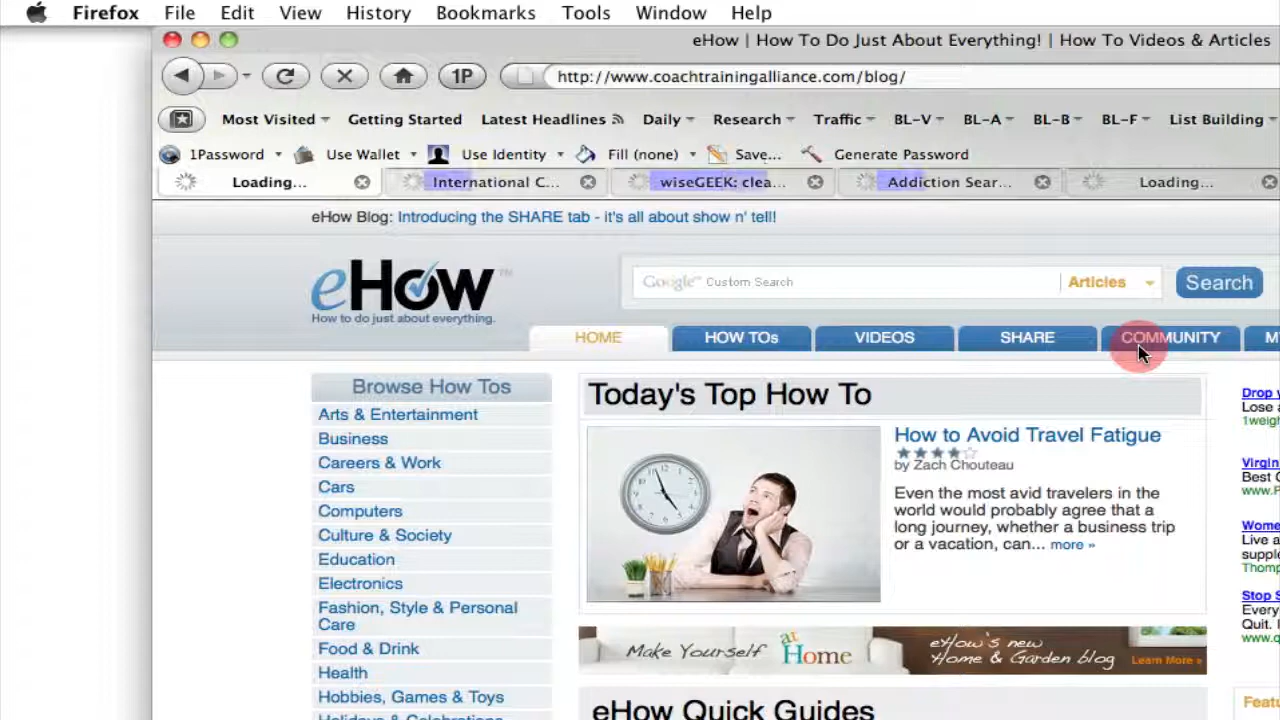 Firefox File Edit View History Bookmarks Tools Window Help
eHow | How To Do Just About Everything! | How To Videos & Articles
1P http://www.coachtrainingalliance.com/blog/
Most Visited Getting Started Latest Headlines Daily Research Traffic BL-V BL-A BL-B BL-F List Building
1Password Use Wallet Use Identity Fill (none) Save... Generate Password
Loading... International C... wiseGEEK: clea... Addiction Sear... Loading...
eHow Blog: Introducing the SHARE tab - it's all about show n' tell!
eHow™
How to do just about everything.
Google™ Custom Search Articles Search
HOME HOW TOs VIDEOS SHARE COMMUNITY M
Browse How Tos
Arts & Entertainment
Business
Careers & Work
Cars
Computers
Culture & Society
Education
Electronics
Fashion, Style & Personal
Care
Food & Drink
Health
Hobbies, Games & Toys
Holidays & Celebrations
Today's Top How To
How to Avoid Travel Fatigue
by Zach Chouteau
Even the most avid travelers in the
world would probably agree that a
long journey, whether a business trip
or a vacation, can... more »
Make Yourself at Home
eHow's new
Home & Garden blog
Learn More »
eHow Quick Guides
Drop
Lose
1weigh
Virgin
Best
www.P
Wome
Live a
supple
Thomp
Stop S
Every
Quit. I
www.q
Featu